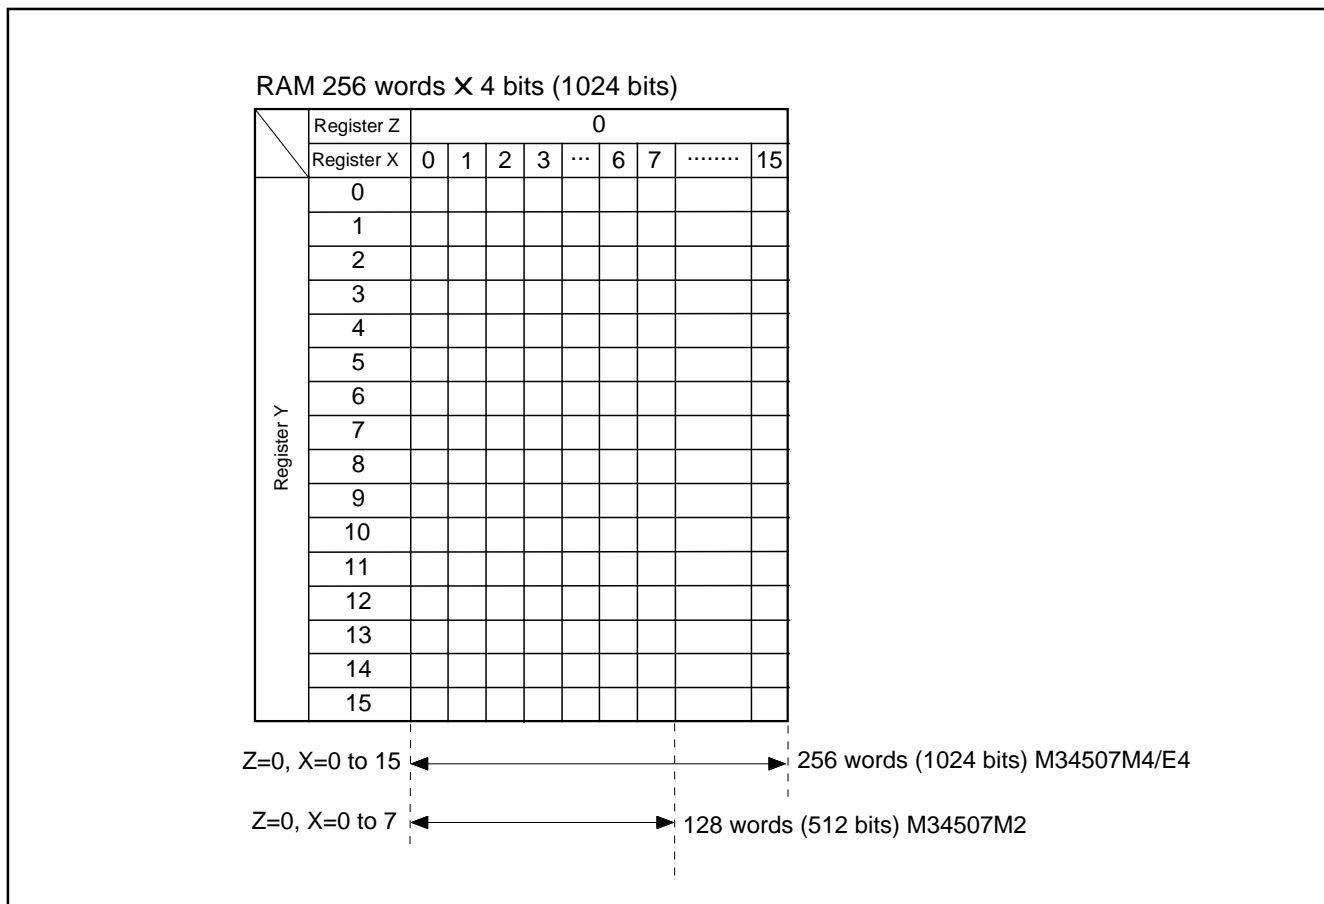 RAM 256 words × 4 bits (1024 bits)
Register Z 0
Register X 0 1 2 3 ··· 6 7 ········ 15
Register Y
0
1
2
3
4
5
6
7
8
9
10
11
12
13
14
15
Z=0, X=0 to 15 256 words (1024 bits) M34507M4/E4
Z=0, X=0 to 7 128 words (512 bits) M34507M2